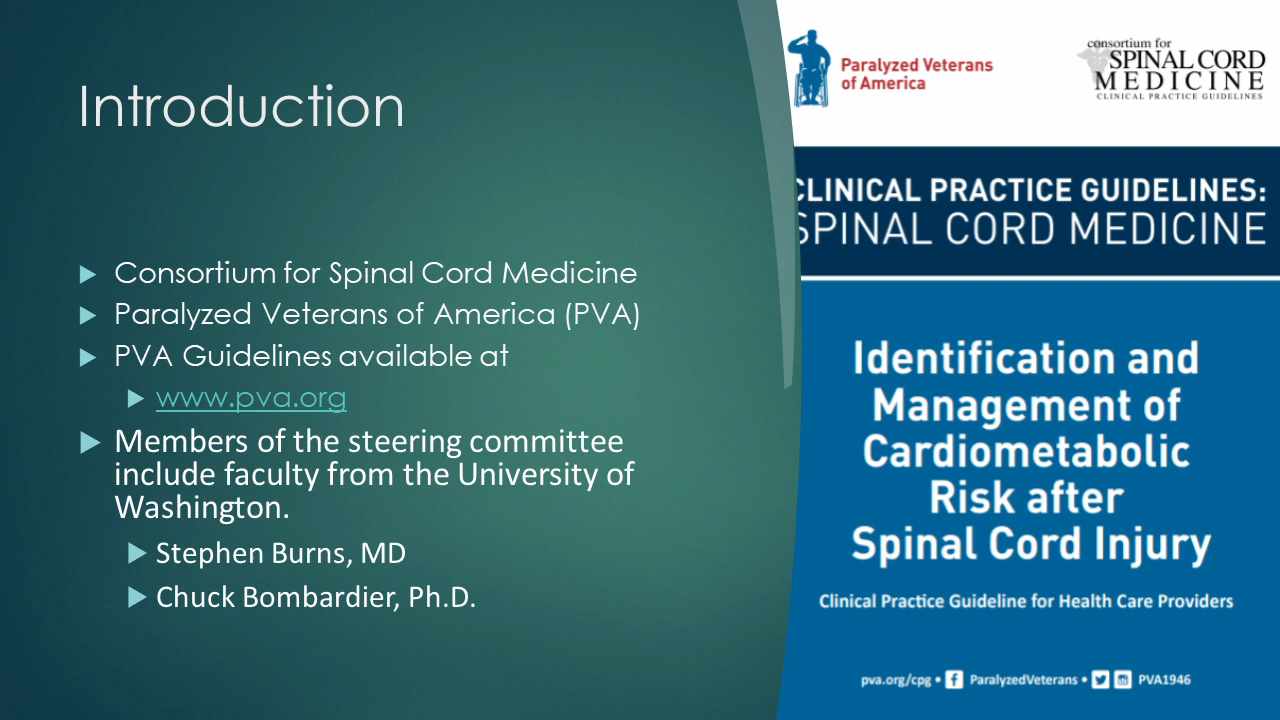 Introduction
Consortium for Spinal Cord Medicine
Paralyzed Veterans of America (PVA)
PVA Guidelines available at
www.pva.org
Members of the steering committee
include faculty from the University of
Washington.
Stephen Burns, MD
Chuck Bombardier, Ph.D.
Paralyzed Veterans
of America
consortium for
SPINAL CORD
MEDICINE
CLINICAL PRACTICE GUIDELINES
CLINICAL PRACTICE GUIDELINES:
SPINAL CORD MEDICINE
Identification and
Management of
Cardiometabolic
Risk after
Spinal Cord Injury
Clinical Practice Guideline for Health Care Providers
pva.org/cpg • ParalyzedVeterans • PVA1946